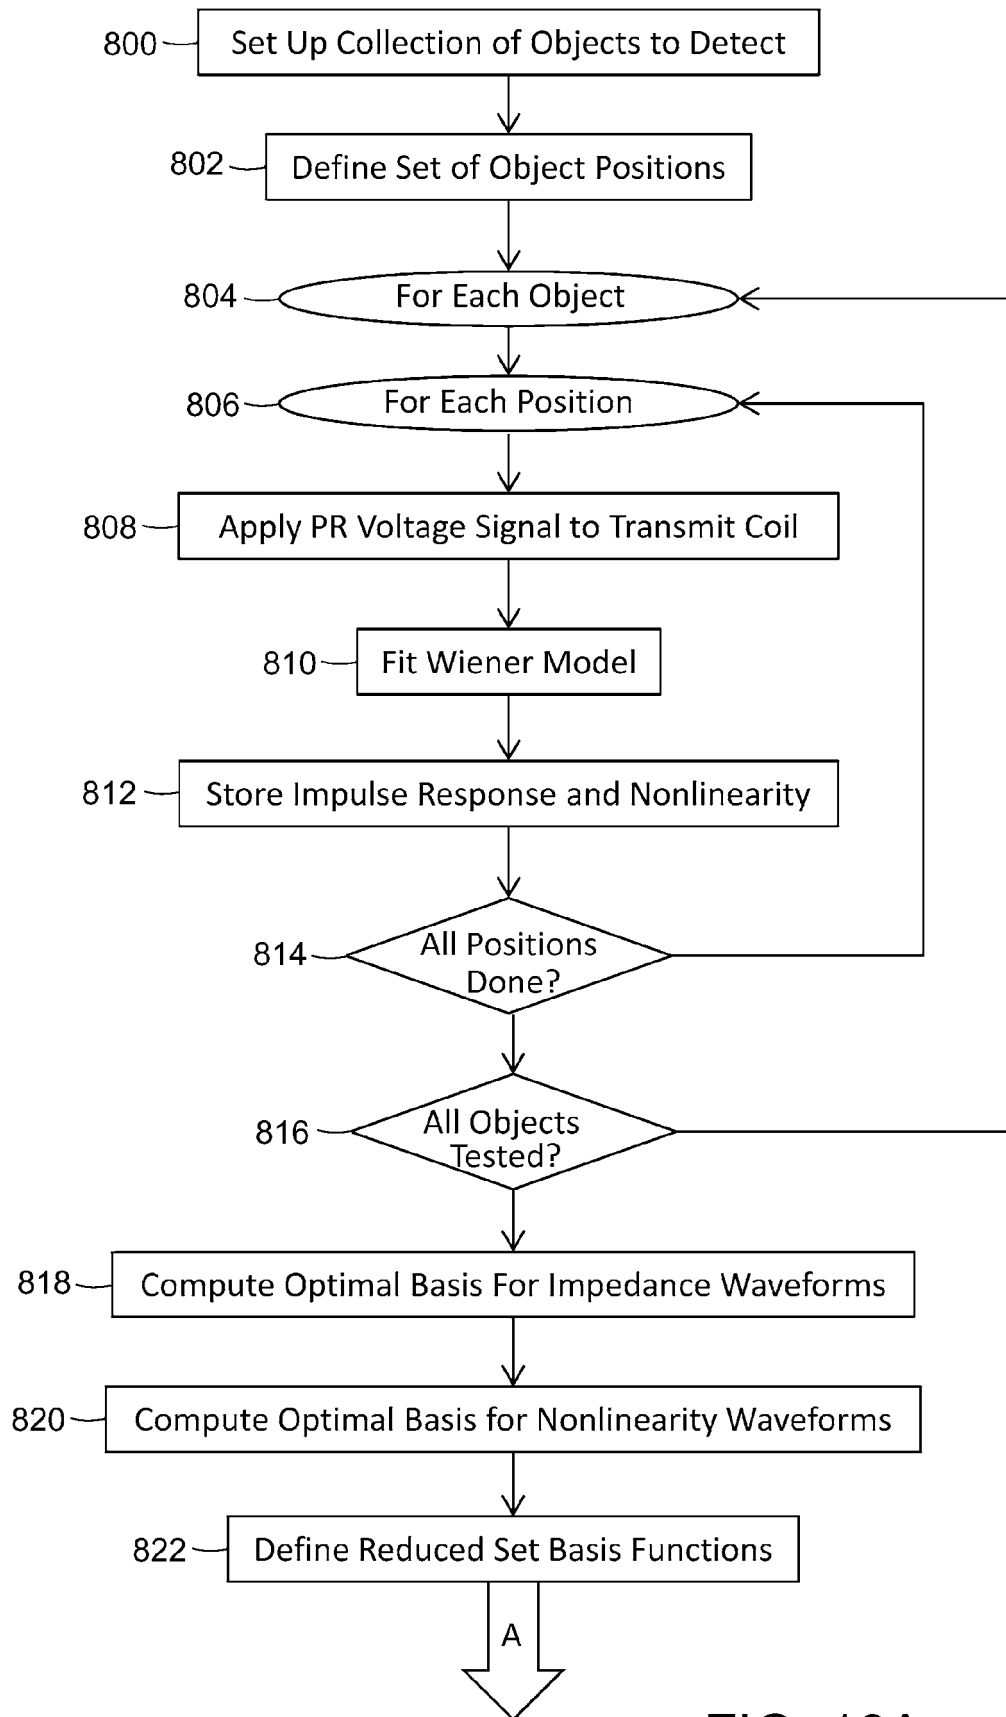 800 Set Up Collection of Objects to Detect
802 Define Set of Object Positions
804 For Each Object
806 For Each Position
808 Apply PR Voltage Signal to Transmit Coil
810 Fit Wiener Model
812 Store Impulse Response and Nonlinearity
814 All Positions
Done?
816 All Objects
Tested?
818 Compute Optimal Basis For Impedance Waveforms
820 Compute Optimal Basis for Nonlinearity Waveforms
822 Define Reduced Set Basis Functions
A